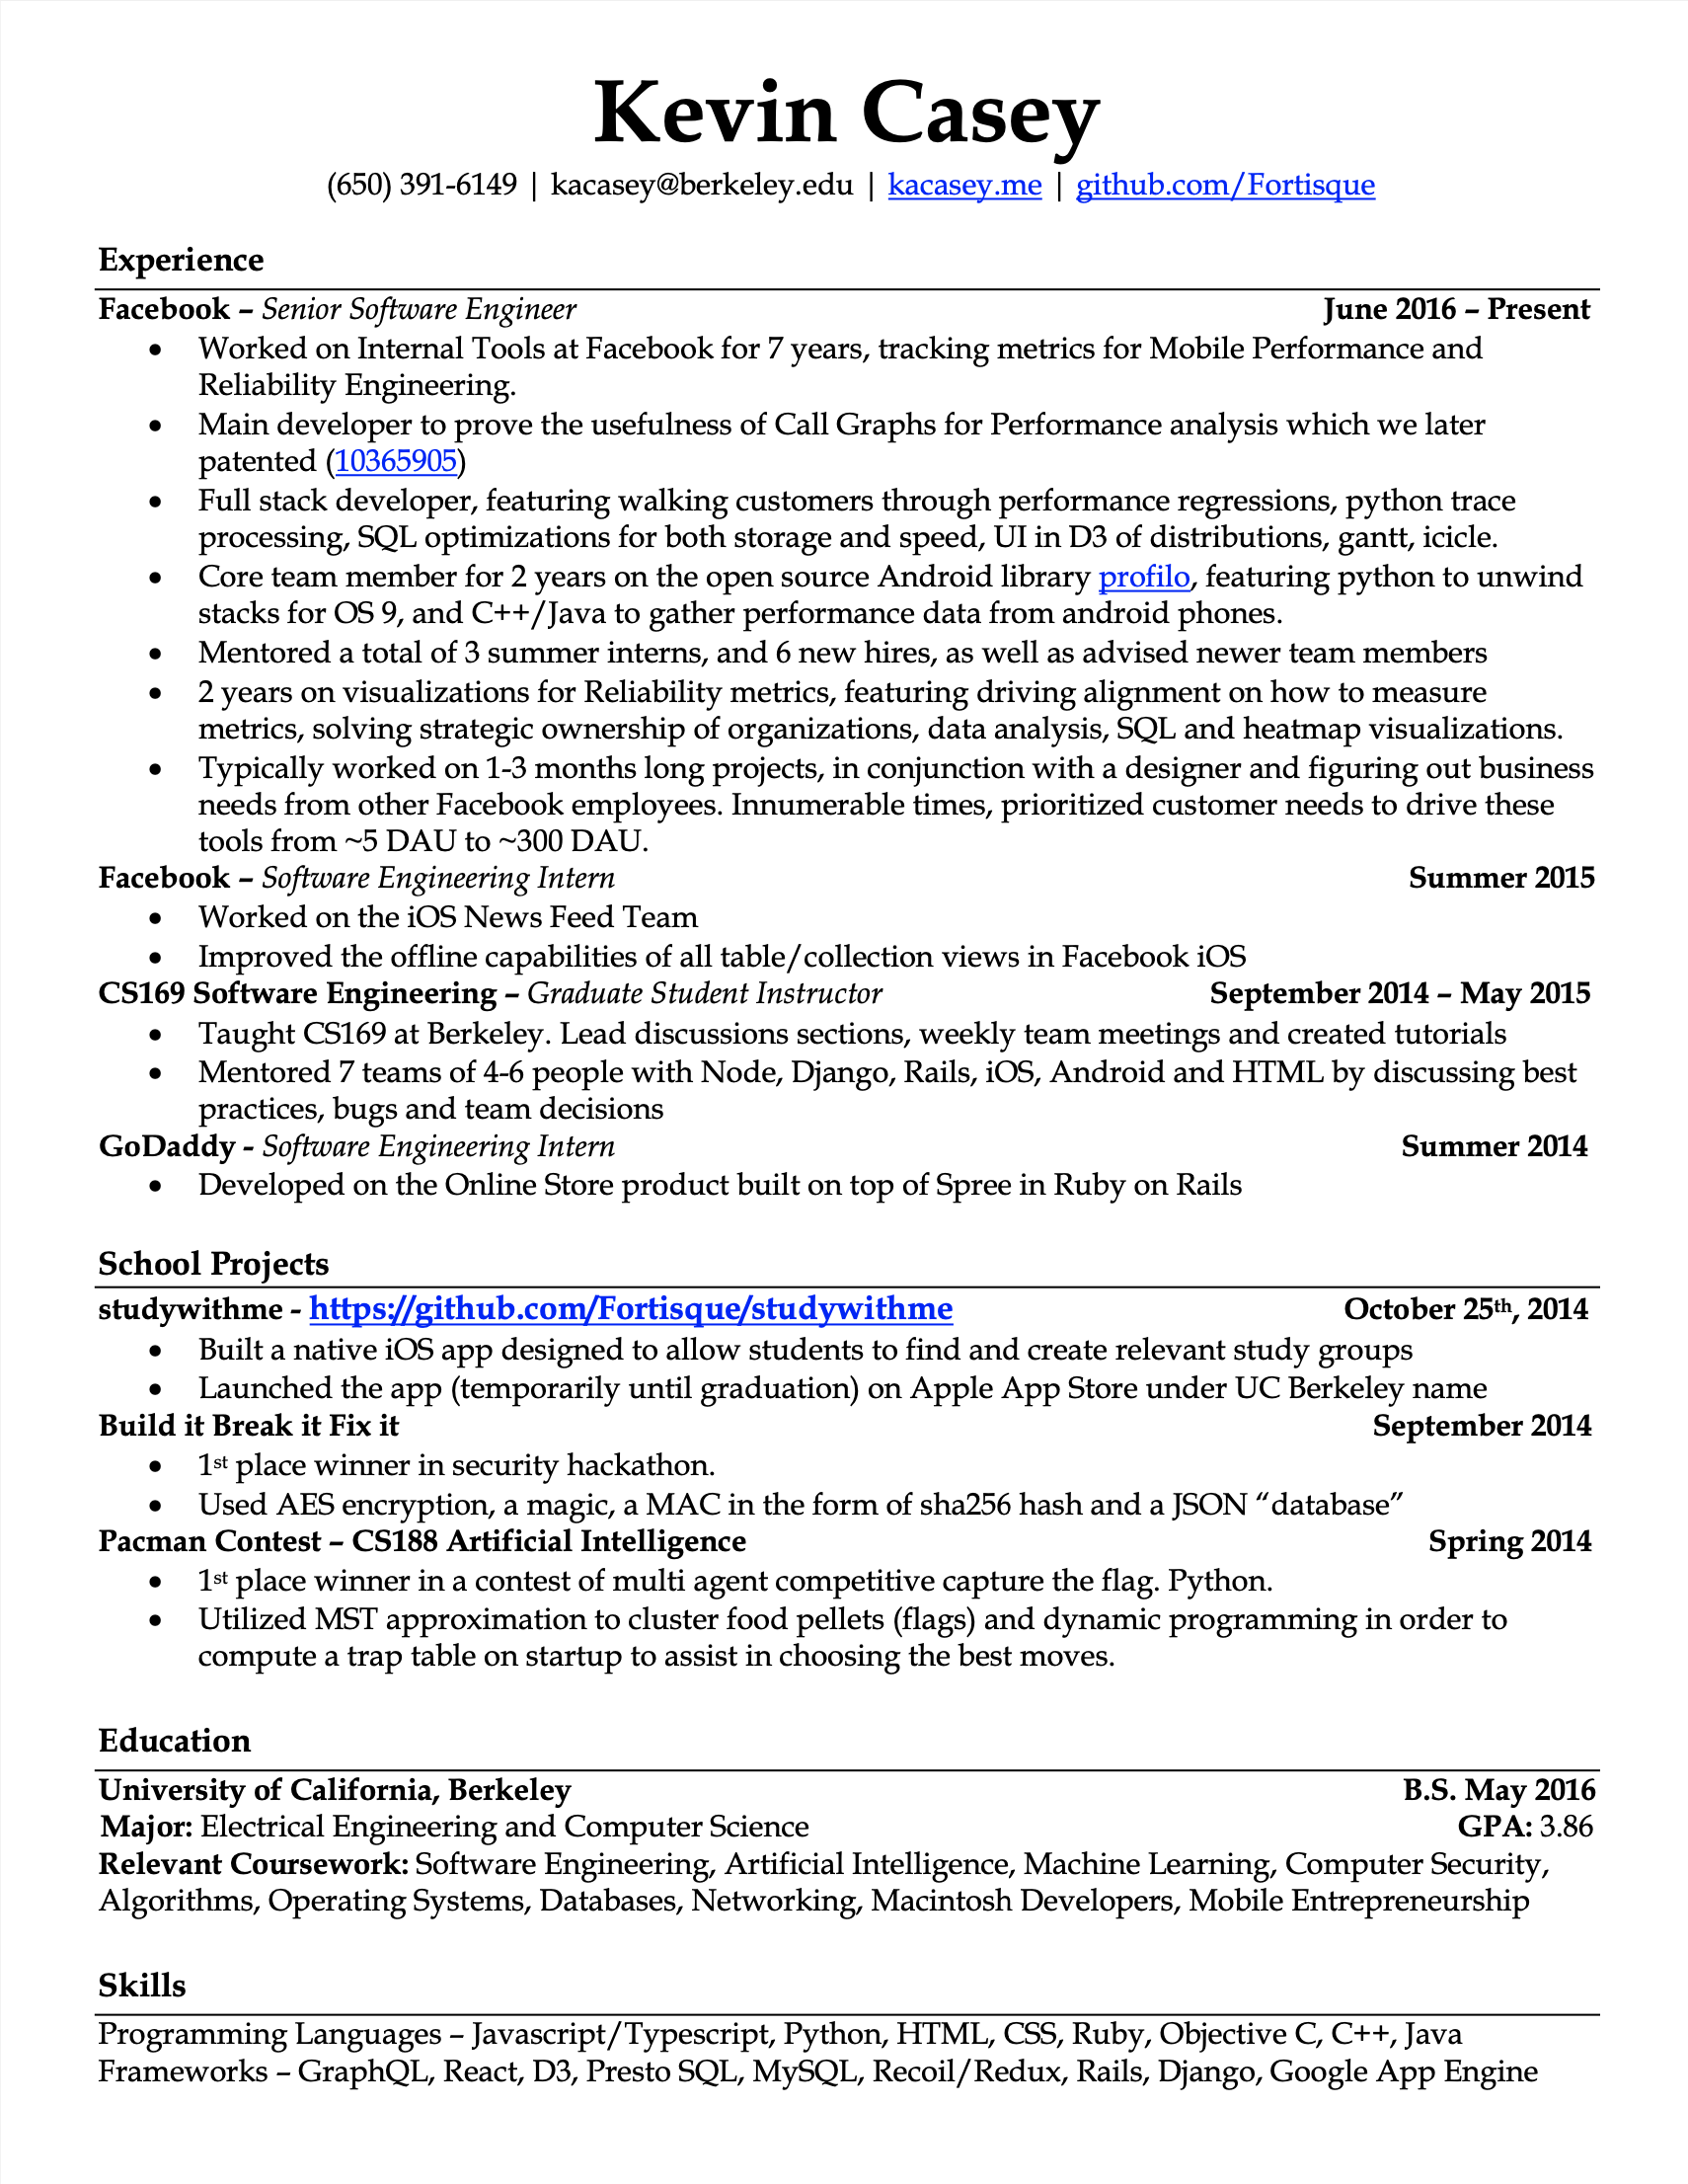 Kevin Casey
(650) 391-6149 | kacasey@berkeley.edu | kacasey.me | github.com/Fortisque
Experience
Facebook – Senior Software Engineer June 2016 – Present
• Worked on Internal Tools at Facebook for 7 years, tracking metrics for Mobile Performance and
Reliability Engineering.
• Main developer to prove the usefulness of Call Graphs for Performance analysis which we later
patented (10365905)
• Full stack developer, featuring walking customers through performance regressions, python trace
processing, SQL optimizations for both storage and speed, UI in D3 of distributions, gantt, icicle.
• Core team member for 2 years on the open source Android library profilo, featuring python to unwind
stacks for OS 9, and C++/Java to gather performance data from android phones.
• Mentored a total of 3 summer interns, and 6 new hires, as well as advised newer team members
• 2 years on visualizations for Reliability metrics, featuring driving alignment on how to measure
metrics, solving strategic ownership of organizations, data analysis, SQL and heatmap visualizations.
• Typically worked on 1-3 months long projects, in conjunction with a designer and figuring out business
needs from other Facebook employees. Innumerable times, prioritized customer needs to drive these
tools from ~5 DAU to ~300 DAU.
Facebook – Software Engineering Intern Summer 2015
• Worked on the iOS News Feed Team
• Improved the offline capabilities of all table/collection views in Facebook iOS
CS169 Software Engineering – Graduate Student Instructor September 2014 – May 2015
• Taught CS169 at Berkeley. Lead discussions sections, weekly team meetings and created tutorials
• Mentored 7 teams of 4-6 people with Node, Django, Rails, iOS, Android and HTML by discussing best
practices, bugs and team decisions
GoDaddy - Software Engineering Intern Summer 2014
• Developed on the Online Store product built on top of Spree in Ruby on Rails
School Projects
studywithme - https://github.com/Fortisque/studywithme October 25th, 2014
• Built a native iOS app designed to allow students to find and create relevant study groups
• Launched the app (temporarily until graduation) on Apple App Store under UC Berkeley name
Build it Break it Fix it September 2014
• 1st place winner in security hackathon.
• Used AES encryption, a magic, a MAC in the form of sha256 hash and a JSON “database”
Pacman Contest – CS188 Artificial Intelligence Spring 2014
• 1st place winner in a contest of multi agent competitive capture the flag. Python.
• Utilized MST approximation to cluster food pellets (flags) and dynamic programming in order to
compute a trap table on startup to assist in choosing the best moves.
Education
University of California, Berkeley B.S. May 2016
Major: Electrical Engineering and Computer Science GPA: 3.86
Relevant Coursework: Software Engineering, Artificial Intelligence, Machine Learning, Computer Security,
Algorithms, Operating Systems, Databases, Networking, Macintosh Developers, Mobile Entrepreneurship
Skills
Programming Languages – Javascript/Typescript, Python, HTML, CSS, Ruby, Objective C, C++, Java
Frameworks – GraphQL, React, D3, Presto SQL, MySQL, Recoil/Redux, Rails, Django, Google App Engine